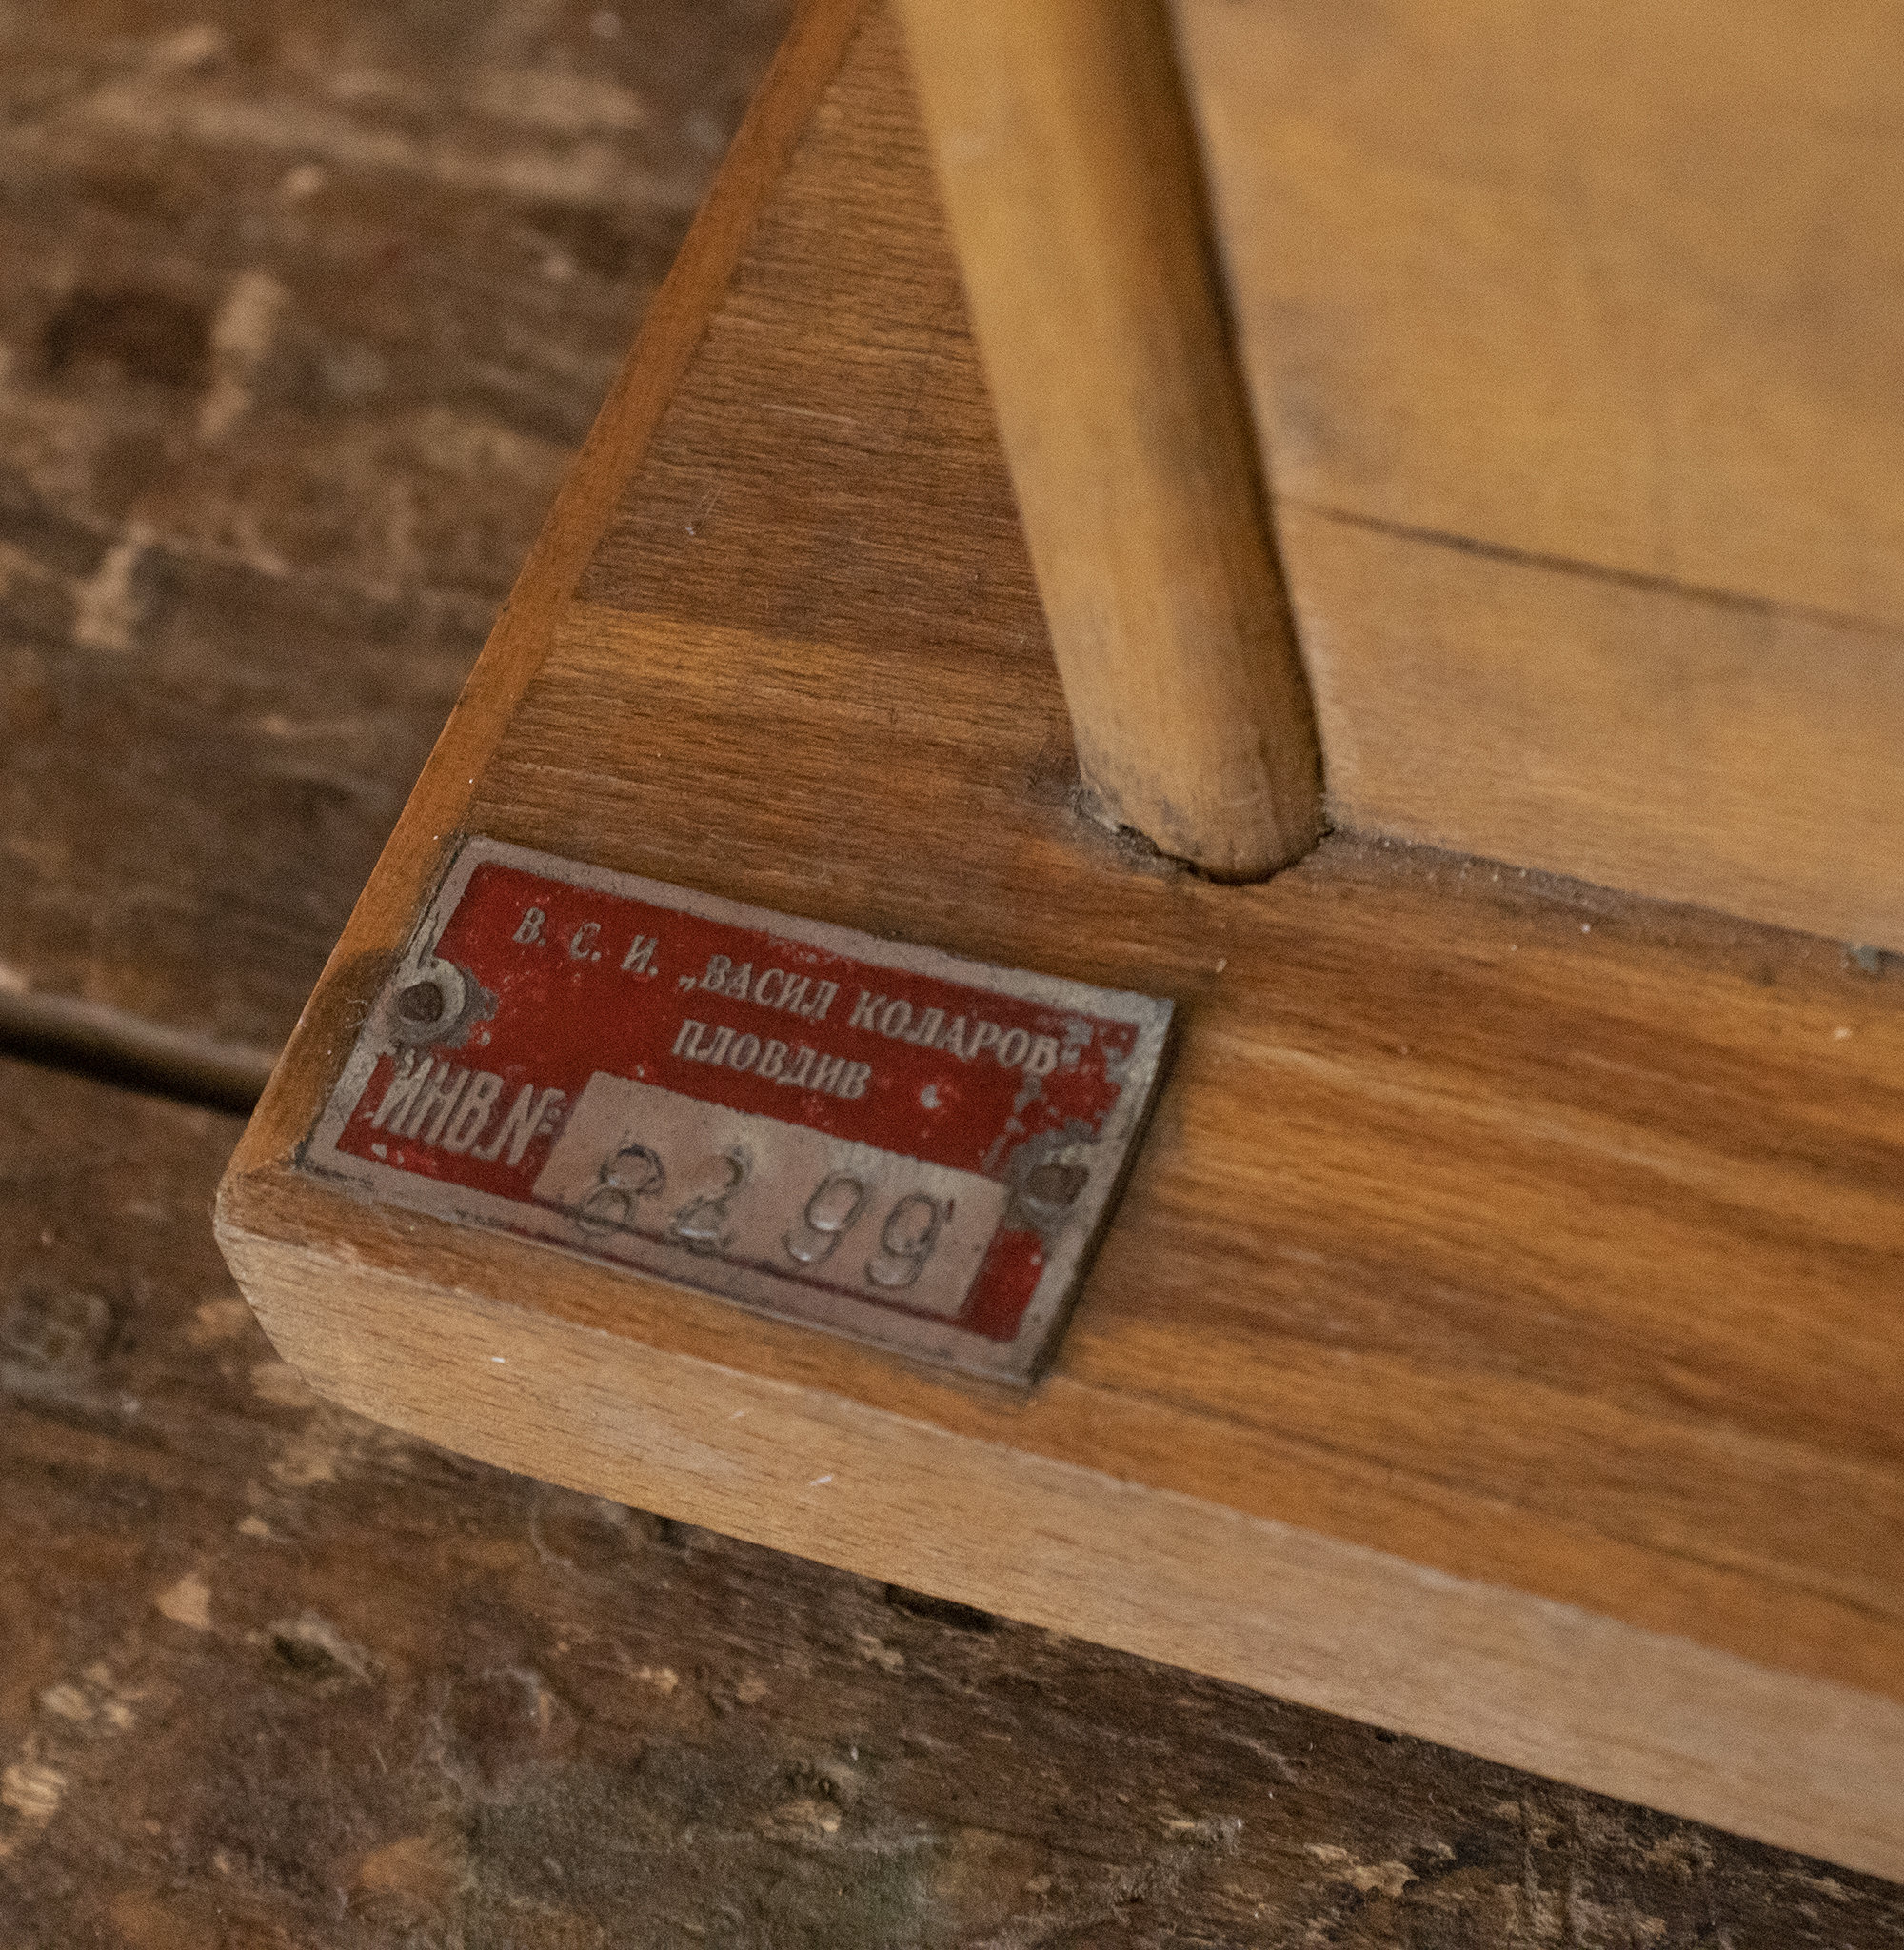 В. С. И. „ВАСИЛ КОЛАРОВ“
ПЛОВДИВ
ИНВ.№ 8299